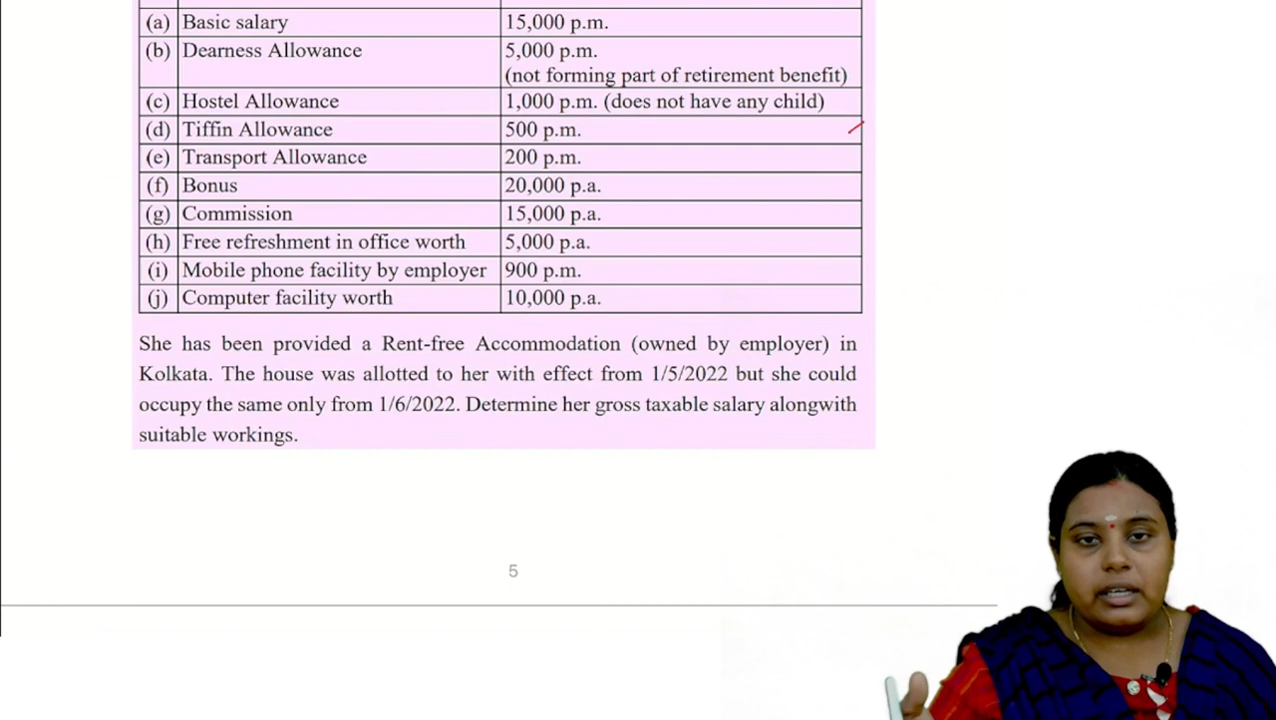 (a) Basic salary 15,000 p.m.
(b) Dearness Allowance 5,000 p.m.
(not forming part of retirement benefit)
(c) Hostel Allowance 1,000 p.m. (does not have any child)
(d) Tiffin Allowance 500 p.m.
(e) Transport Allowance 200 p.m.
(f) Bonus 20,000 p.a.
(g) Commission 15,000 p.a.
(h) Free refreshment in office worth 5,000 p.a.
(i) Mobile phone facility by employer 900 p.m.
(j) Computer facility worth 10,000 p.a.
She has been provided a Rent-free Accommodation (owned by employer) in
Kolkata. The house was allotted to her with effect from 1/5/2022 but she could
occupy the same only from 1/6/2022. Determine her gross taxable salary alongwith
suitable workings.
5